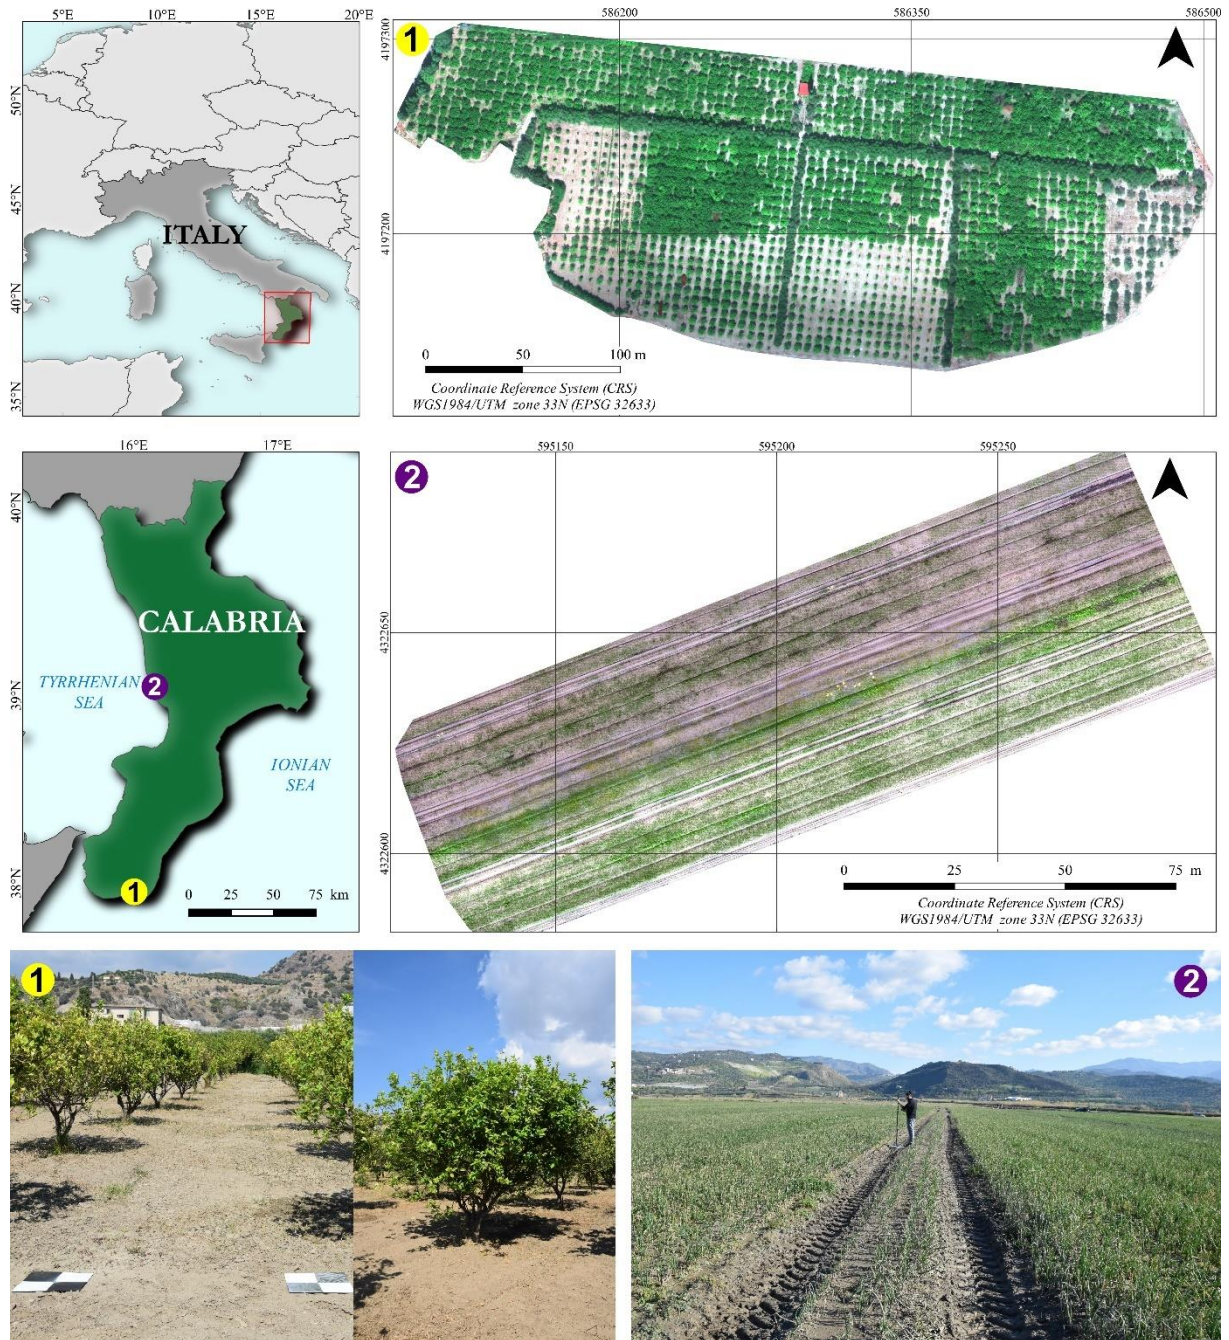 5°E 10°E 15°E 20°E
50°N
45°N
40°N
35°N
ITALY
1
586200 586350 586500
4197300
4197200
0 50 100 m
Coordinate Reference System (CRS)
WGS1984/UTM zone 33N (EPSG 32633)
16°E 17°E
40°N
39°N
38°N
CALABRIA
TYRRHENIAN
SEA
2
IONIAN
SEA
1
0 25 50 75 km
2
595150 595200 595250
4322650
4322600
0 25 50 75 m
Coordinate Reference System (CRS)
WGS1984/UTM zone 33N (EPSG 32633)
1
2